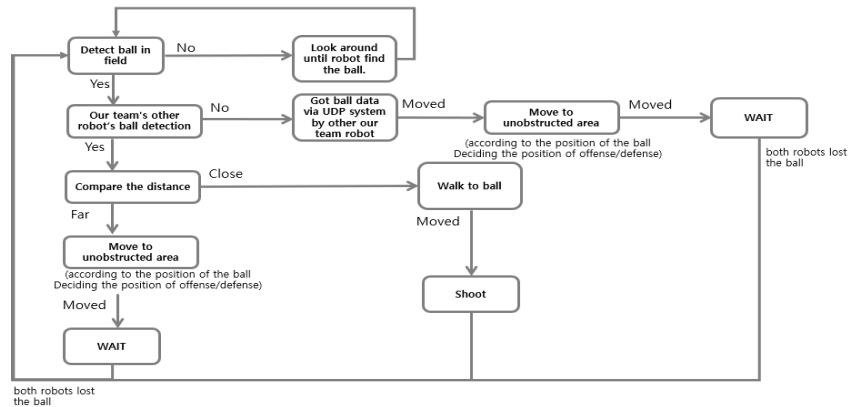 Detect ball in
field
No
Look around
until robot find
the ball.
Yes
Our team's other
robot's ball detection
No
Got ball data
via UDP system
by other our
team robot
Moved
Move to
unobstructed area
(according to the position of the ball
Deciding the position of offense/defense)
Moved
WAIT
both robots lost
the ball
Yes
Compare the distance
Close
Walk to ball
Moved
Shoot
Far
Move to
unobstructed area
(according to the position of the ball
Deciding the position of offense/defense)
Moved
WAIT
both robots lost
the ball